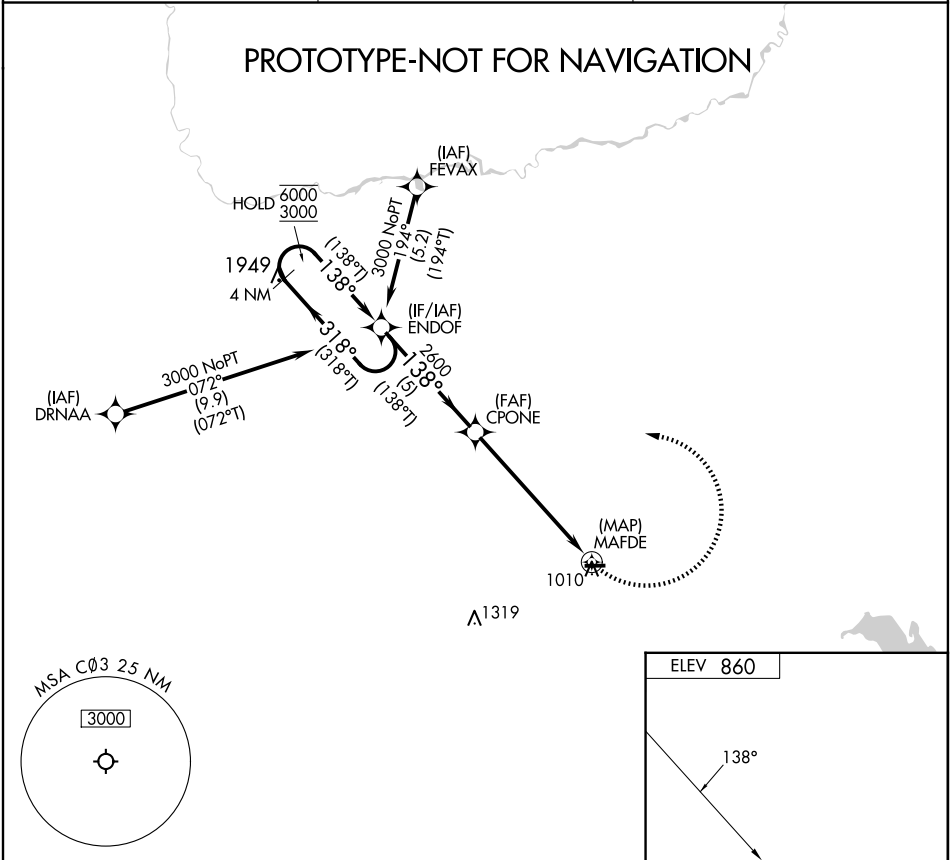 PROTOTYPE-NOT FOR NAVIGATION
(IAF)
FEVAX
HOLD 6000
3000
3000 NoPT
194°
(5.2)
(194°T)
(138°T)
138°
1949
4 NM
(IF/IAF)
ENDOF
318°
(318°T)
2600
138°
(5)
(138°T)
3000 NoPT
072°
(9.9)
(072°T)
(IAF)
DRNAA
(FAF)
CPONE
(MAP)
MAFDE
1010
1319
MSA CØ3 25 NM
3000
ELEV 860
138°